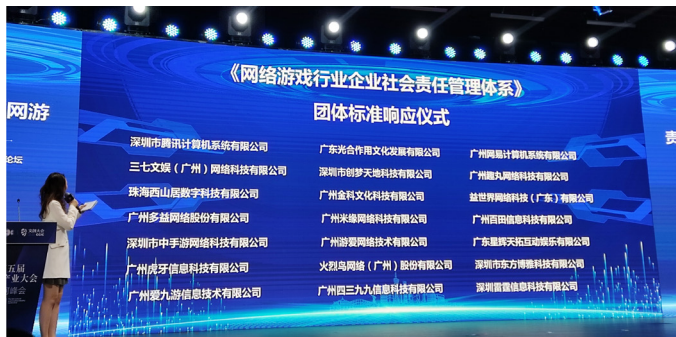 《网络游戏行业企业社会责任管理体系》
团体标准响应仪式
深圳市腾讯计算机系统有限公司
三七文娱（广州）网络科技有限公司
珠海西山居数字科技有限公司
广州多益网络股份有限公司
深圳市中手游网络科技有限公司
广州虎牙信息科技有限公司
广州爱九游信息技术有限公司
广东光合作用文化发展有限公司
深圳市创梦天地科技有限公司
广州金科文化科技有限公司
广州米缘网络科技有限公司
广州游爱网络技术有限公司
火烈鸟网络（广州）股份有限公司
广州四三九九信息科技有限公司
广州网易计算机系统有限公司
广州趣丸网络科技有限公司
益世界网络科技（广东）有限公司
广州百田信息科技有限公司
广东星辉天拓互动娱乐有限公司
深圳市东方博雅科技有限公司
深圳雷霆信息科技有限公司
网游
论坛
五届
产业大会
峰会
责